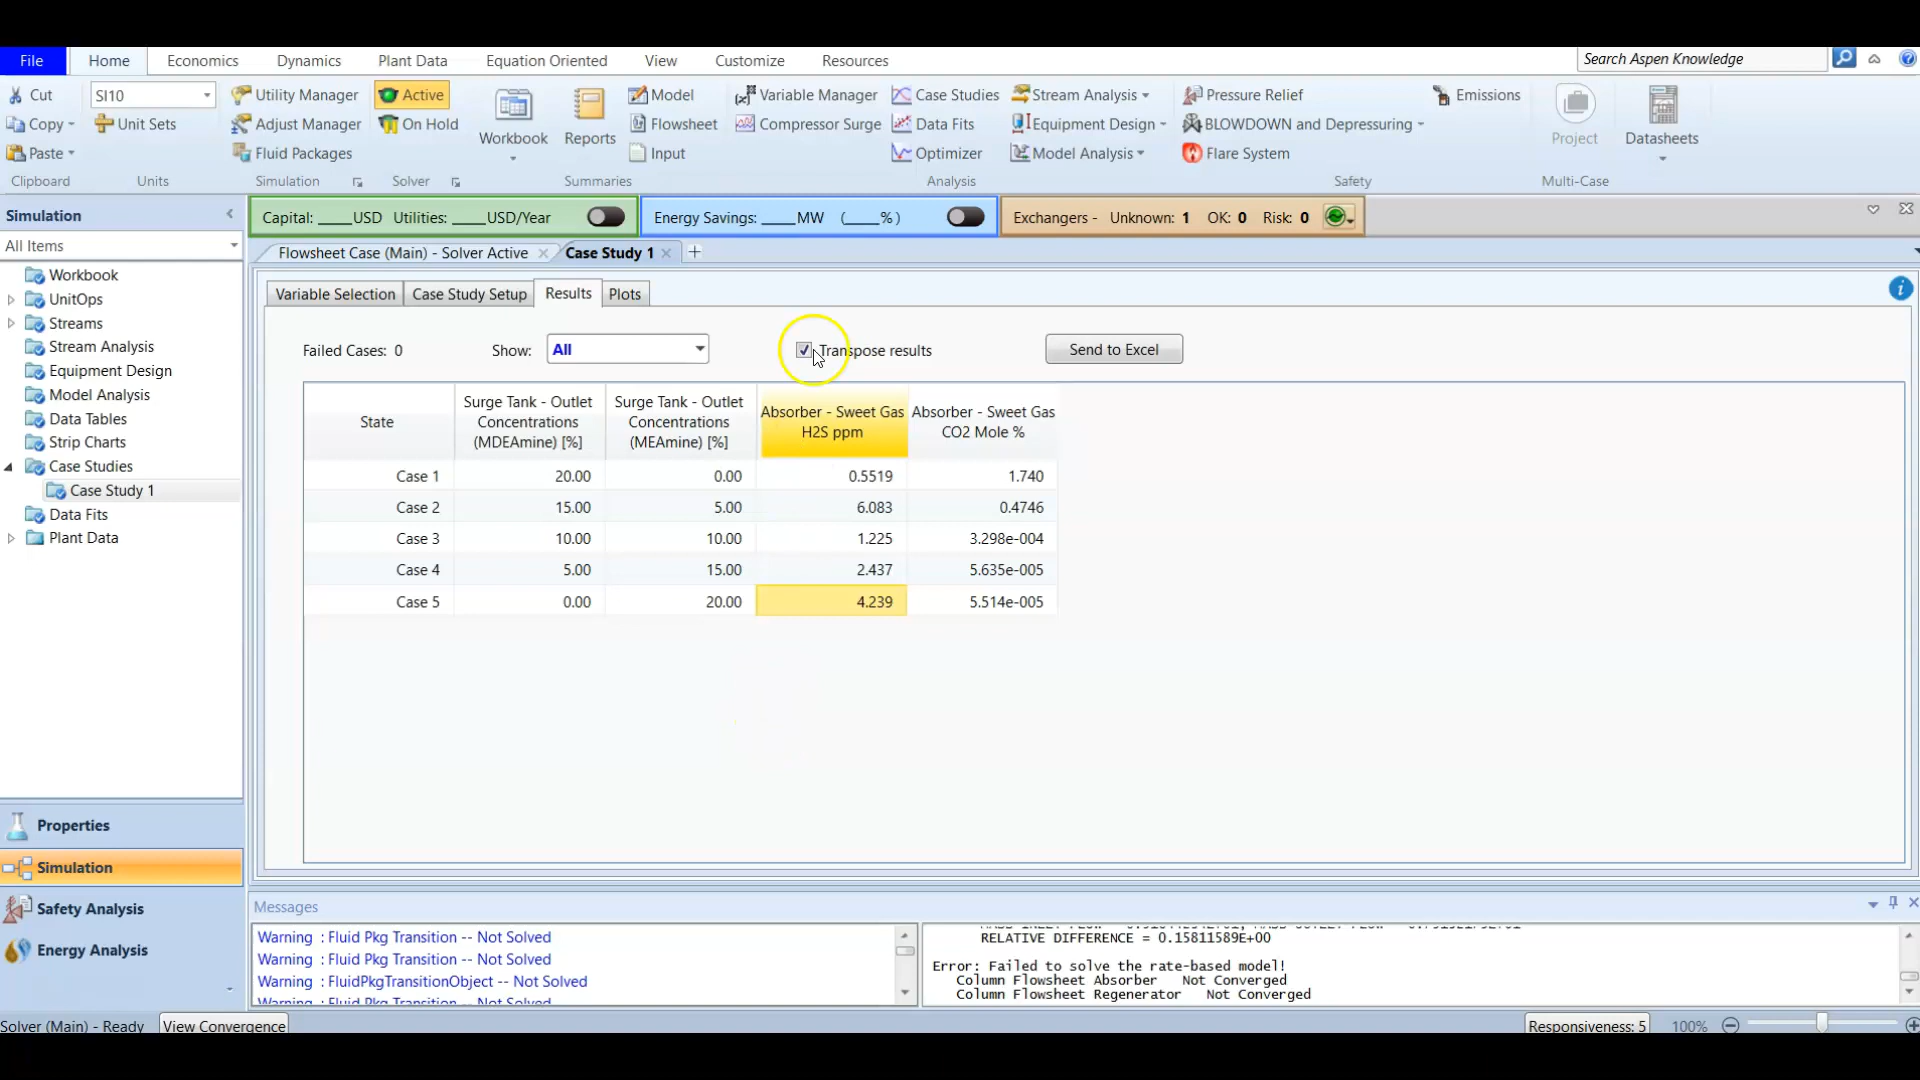 File Home Economics Dynamics Plant Data Equation Oriented View Customize Resources Search Aspen Knowledge
Cut SI10 Utility Manager Active Model Variable Manager Case Studies Stream Analysis Pressure Relief Emissions
Copy Unit Sets Adjust Manager On Hold Workbook Reports Flowsheet Compressor Surge Data Fits Equipment Design BLOWDOWN and Depressuring Project Datasheets
Paste Fluid Packages Input Optimizer Model Analysis Flare System
Clipboard Units Simulation Solver Summaries Analysis Safety Multi-Case
Simulation
All Items
Workbook
UnitOps
Streams
Stream Analysis
Equipment Design
Model Analysis
Data Tables
Strip Charts
Case Studies
Case Study 1
Data Fits
Plant Data
Properties
Simulation
Safety Analysis
Energy Analysis
Capital: ____USD Utilities: ____USD/Year Energy Savings: ____MW (____%) Exchangers - Unknown: 1 OK: 0 Risk: 0
Flowsheet Case (Main) - Solver Active Case Study 1
Variable Selection Case Study Setup Results Plots
Failed Cases: 0 Show: All Transpose results Send to Excel
State
Surge Tank - Outlet
Concentrations
(MDEAmine) [%]
Surge Tank - Outlet
Concentrations
(MEAmine) [%]
Absorber - Sweet Gas
H2S ppm
Absorber - Sweet Gas
CO2 Mole %
Case 1 20.00 0.00 0.5519 1.740
Case 2 15.00 5.00 6.083 0.4746
Case 3 10.00 10.00 1.225 3.298e-004
Case 4 5.00 15.00 2.437 5.635e-005
Case 5 0.00 20.00 4.239 5.514e-005
Messages
Warning : Fluid Pkg Transition -- Not Solved
Warning : Fluid Pkg Transition -- Not Solved
Warning : FluidPkgTransitionObject -- Not Solved
Warning : Fluid Pkg Transition -- Not Solved
RELATIVE DIFFERENCE = 0.15811589E+00
Error: Failed to solve the rate-based model!
Column Flowsheet Absorber Not Converged
Column Flowsheet Regenerator Not Converged
Solver (Main) - Ready View Convergence Responsiveness: 5 100%